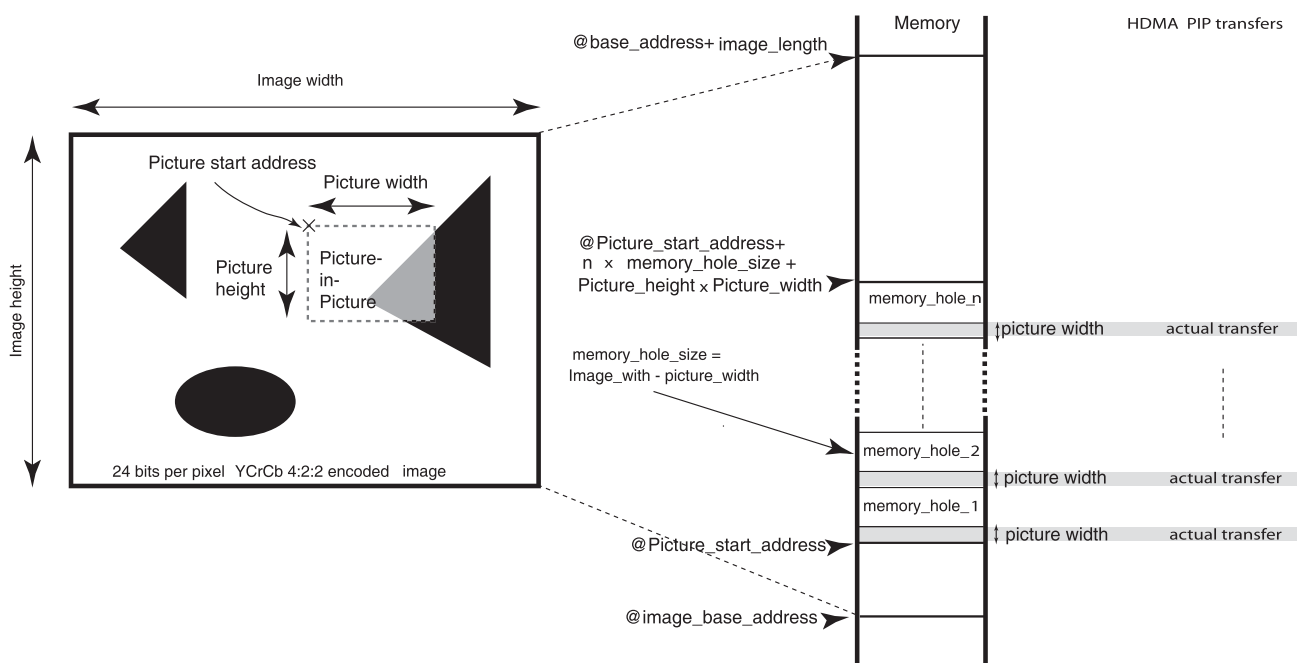 Memory
HDMA PIP transfers
@base_address+ image_length
Image width
Picture start address
Picture width
Image height
Picture
height
Picture-
in-
Picture
24 bits per pixel YCrCb 4:2:2 encoded image
@Picture_start_address+
n x memory_hole_size +
Picture_height x Picture_width
memory_hole_n
picture width
actual transfer
memory_hole_size =
Image_with - picture_width
memory_hole_2
picture width
actual transfer
memory_hole_1
picture width
actual transfer
@Picture_start_address
@image_base_address